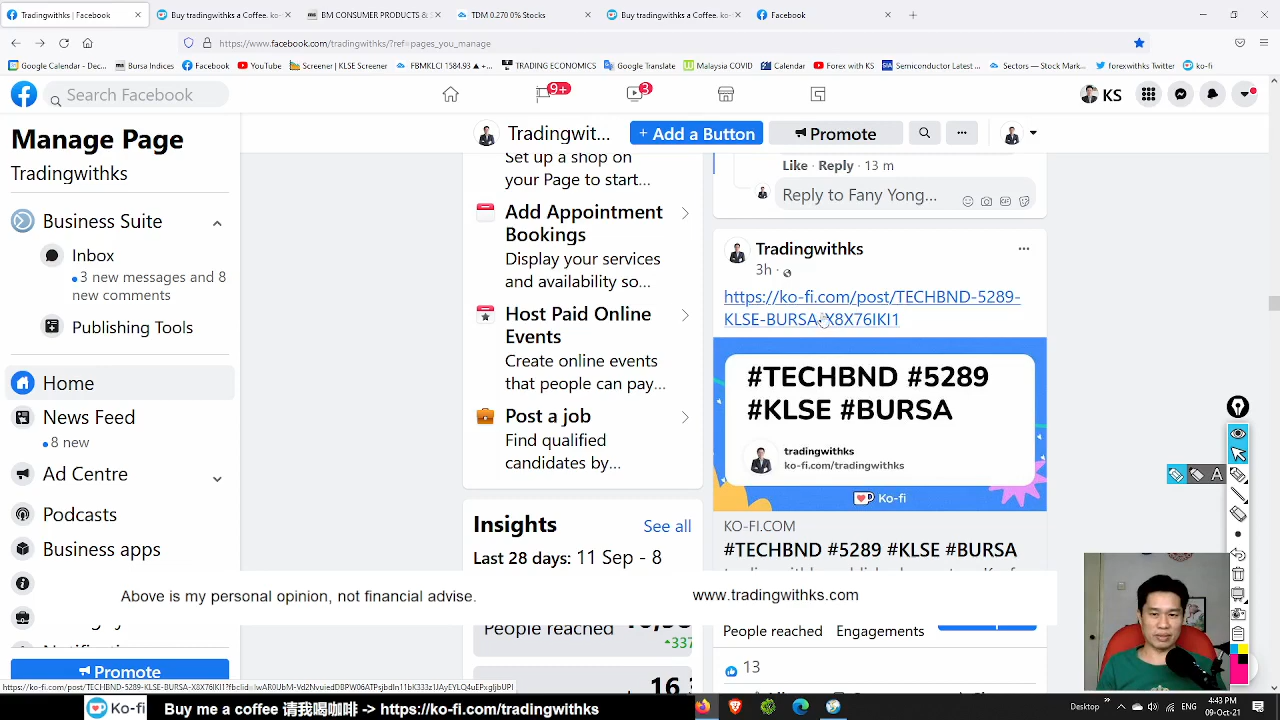 Tradingwithks | Facebook
Buy tradingwithks a Coffee. ko-
BM CONSUMER PRODUCTS & S
TDM 0.270 0% Stocks
Buy tradingwithks a Coffee. ko-
Facebook
https://www.facebook.com/tradingwithks/?ref=pages_you_manage
Google Calendar - Dec...
Bursa Indices
Facebook
YouTube
Screener | KLSE Screener
FBMKLCI 1584.93 ▲ +...
TRADING ECONOMICS
Google Translate
Malaysia COVID
Calendar
Forex with KS
Semiconductor Latest ...
Sectors — Stock Mark...
forexwithks Twitter
ko-fi
Search Facebook
9+
3
KS
Manage Page
Tradingwithks
Business Suite
Inbox
3 new messages and 8
new comments
Publishing Tools
Home
News Feed
8 new
Ad Centre
Podcasts
Business apps
Promote
Tradingwit...
+ Add a Button
Promote
Set up a shop on
your Page to start...
Add Appointment
Bookings
Display your services
and availability so...
Host Paid Online
Events
Create online events
that people can pay...
Post a job
Find qualified
candidates by...
Insights
See all
Last 28 days: 11 Sep - 8
People reached
337
Like · Reply · 13 m
Reply to Fany Yong...
Tradingwithks
3h ·
https://ko-fi.com/post/TECHBND-5289-
KLSE-BURSA-X8X76IKI1
#TECHBND #5289
#KLSE #BURSA
tradingwithks
ko-fi.com/tradingwithks
Ko-fi
KO-FI.COM
#TECHBND #5289 #KLSE #BURSA
People reached
Engagements
13
Above is my personal opinion, not financial advise.
www.tradingwithks.com
Ko-fi
Buy me a coffee 请我喝咖啡 -> https://ko-fi.com/tradingwithks
Desktop
4:49 PM
09-Oct-21